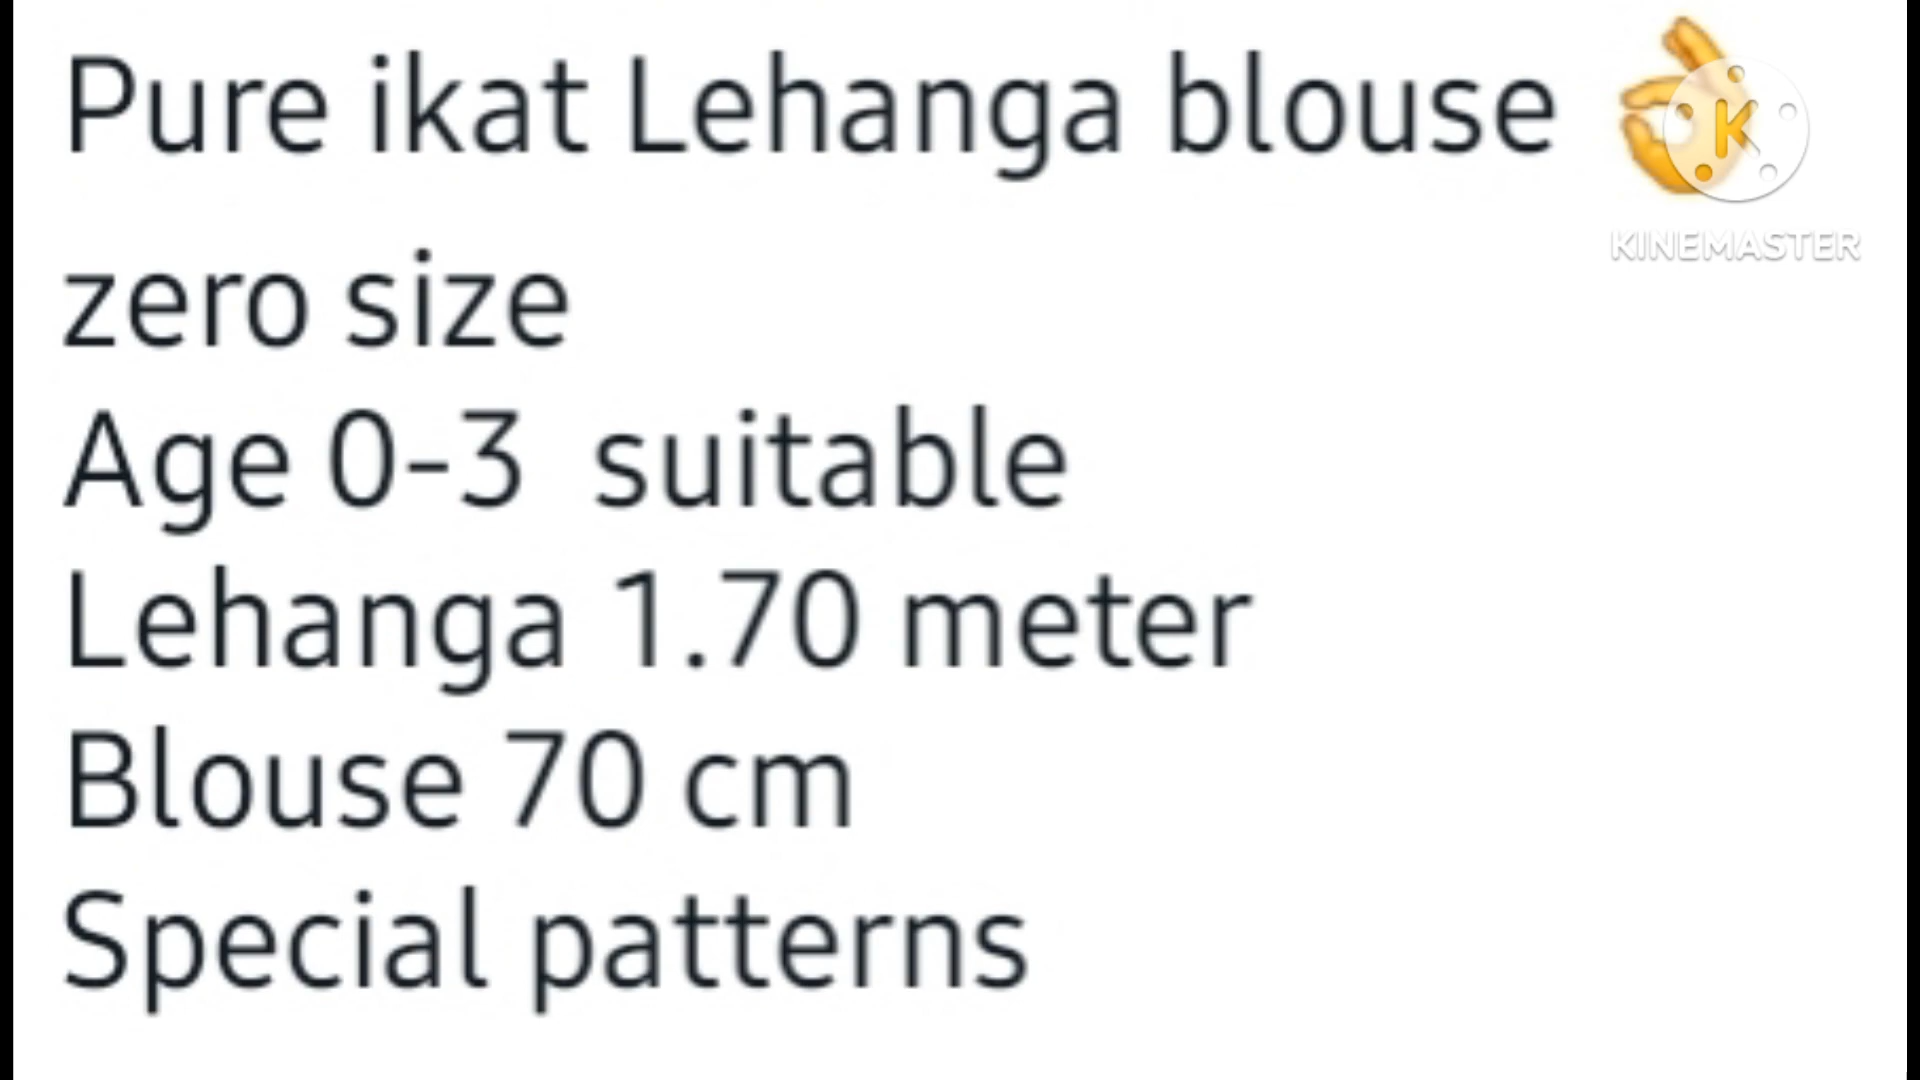 Pure ikat Lehanga blouse 👌
K
KINEMASTER
zero size
Age 0-3 suitable
Lehanga 1.70 meter
Blouse 70 cm
Special patterns